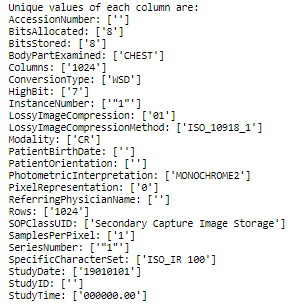 Unique values of each column are:
AccessionNumber: ['']
BitsAllocated: ['8']
BitsStored: ['8']
BodyPartExamined: ['CHEST']
Columns: ['1024']
ConversionType: ['WSD']
HighBit: ['7']
InstanceNumber: ['"1"']
LossyImageCompression: ['01']
LossyImageCompressionMethod: ['ISO_10918_1']
Modality: ['CR']
PatientBirthDate: ['']
PatientOrientation: ['']
PhotometricInterpretation: ['MONOCHROME2']
PixelRepresentation: ['0']
ReferringPhysicianName: ['']
Rows: ['1024']
SOPClassUID: ['Secondary Capture Image Storage']
SamplesPerPixel: ['1']
SeriesNumber: ['"1"']
SpecificCharacterSet: ['ISO_IR 100']
StudyDate: ['19010101']
StudyID: ['']
StudyTime: ['000000.00']